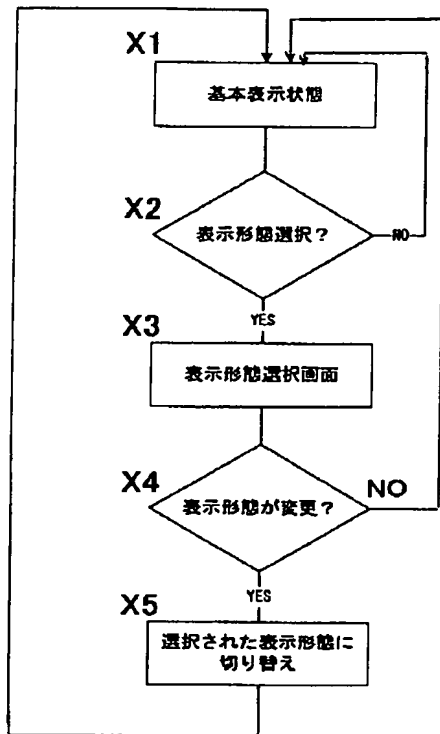 X1
基本表示状態
X2
表示形態選択?
NO
YES
X3
表示形態選択画面
X4
表示形態が変更?
NO
YES
X5
選択された表示形態に
切り替え